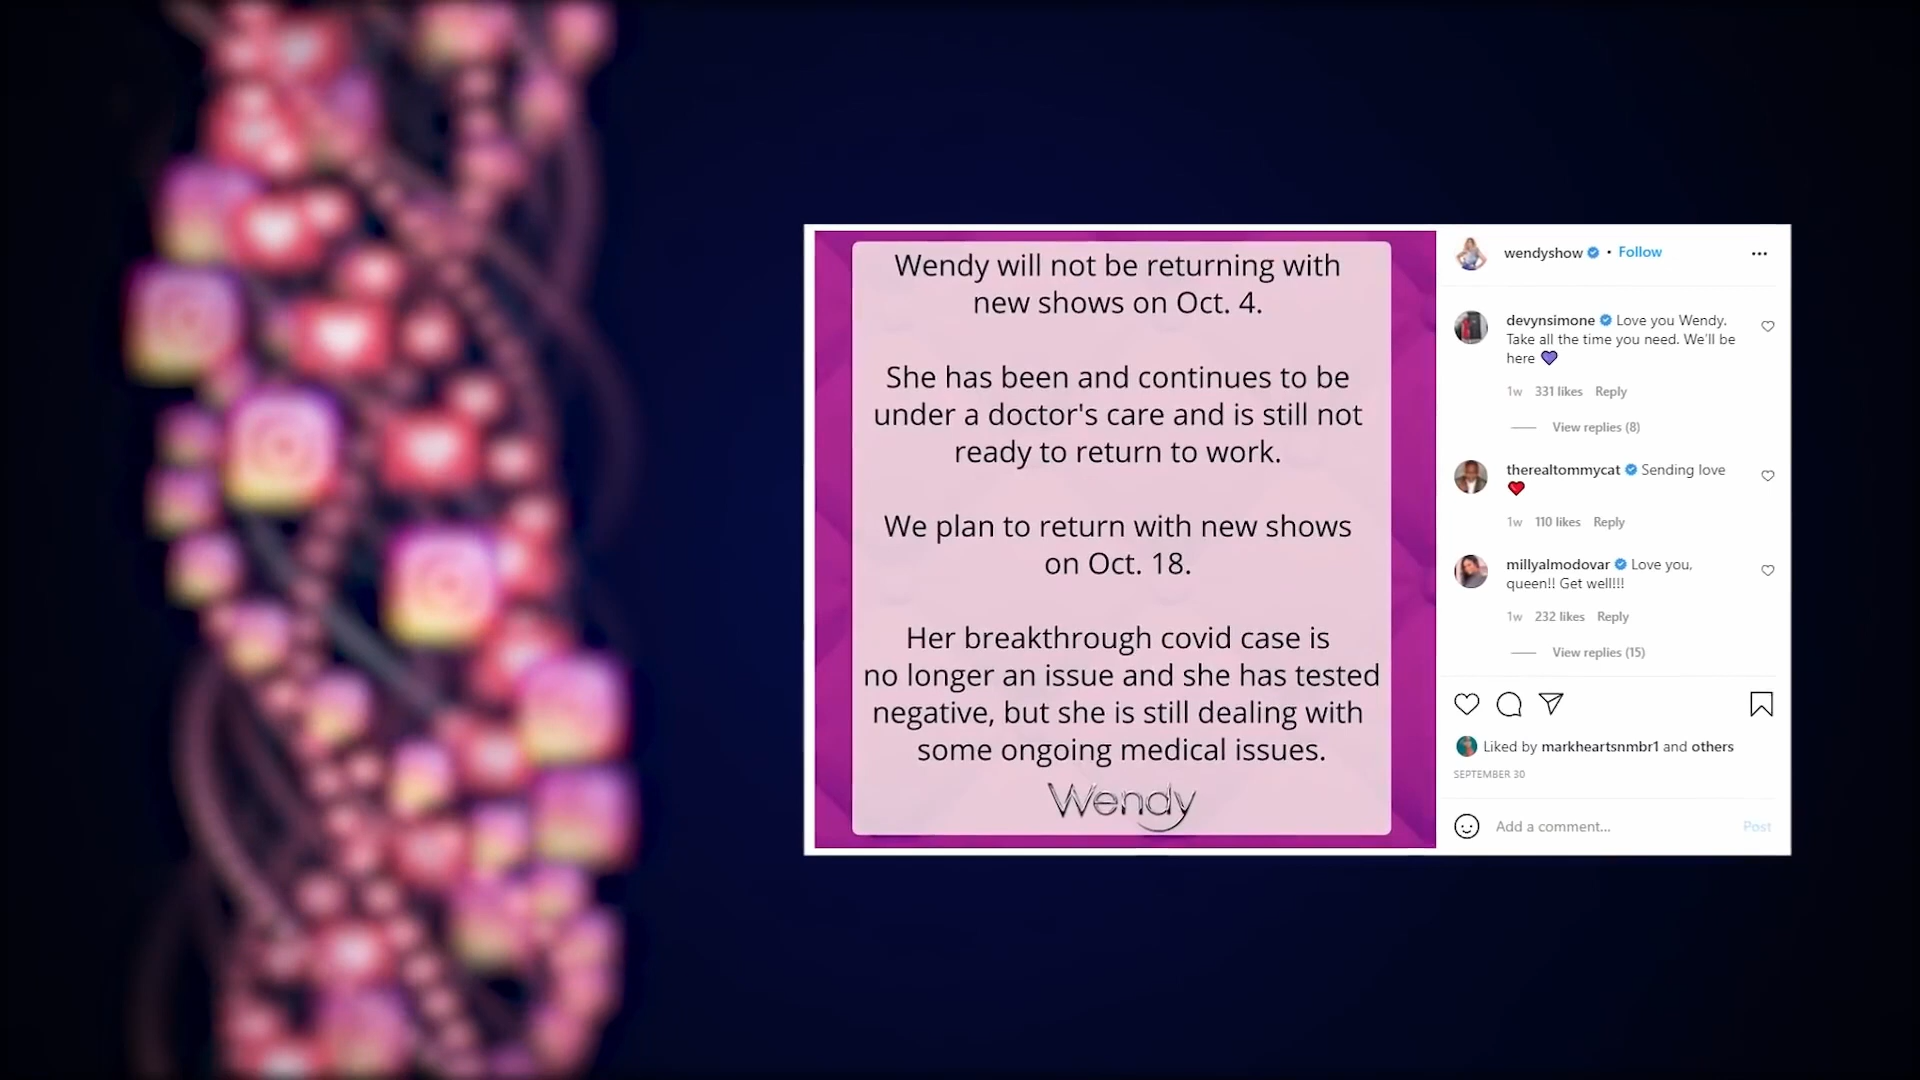 Wendy will not be returning with
new shows on Oct. 4.
She has been and continues to be
under a doctor's care and is still not
ready to return to work.
We plan to return with new shows
on Oct. 18.
Her breakthrough covid case is
no longer an issue and she has tested
negative, but she is still dealing with
some ongoing medical issues.
Wendy
wendyshow • Follow
devynsimone Love you Wendy.
Take all the time you need. We'll be
here 💜
1w 331 likes Reply
View replies (8)
therealtommycat Sending love
❤️
1w 110 likes Reply
millyalmodovar Love you,
queen!! Get well!!!
1w 232 likes Reply
View replies (15)
Liked by markheartsnmbr1 and others
SEPTEMBER 30
Add a comment... Post